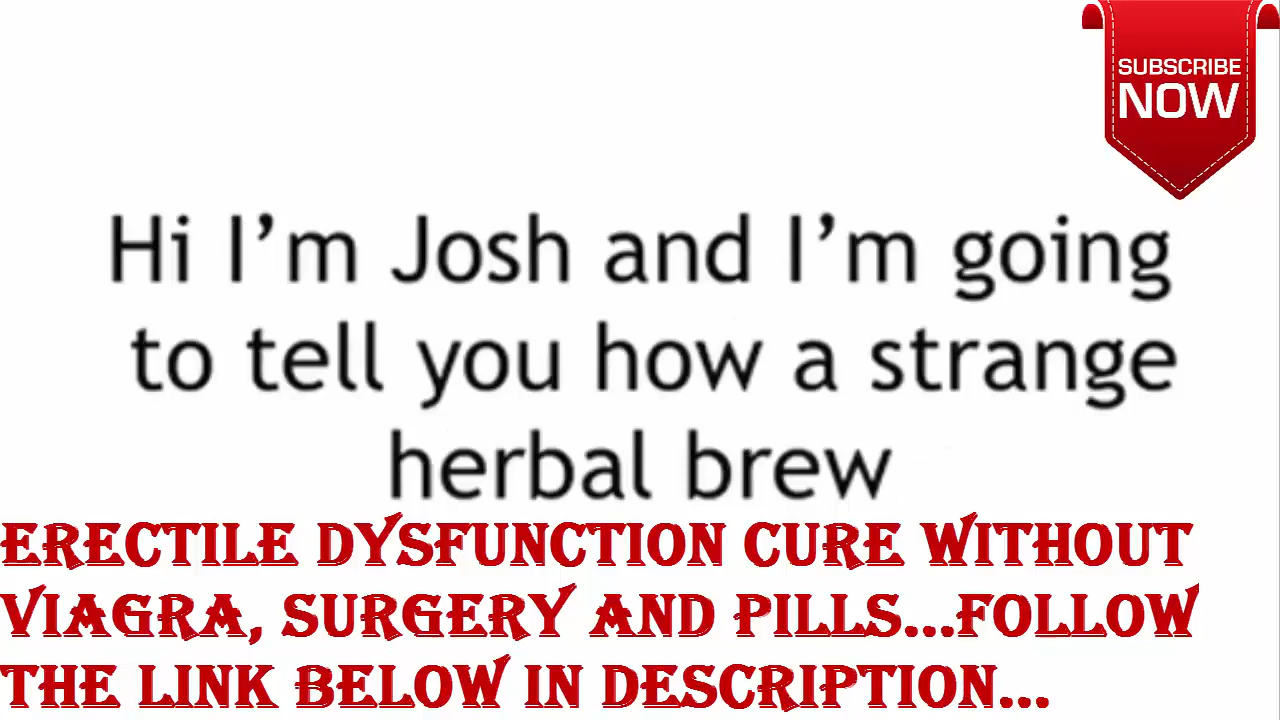 SUBSCRIBE
NOW
Hi I’m Josh and I’m going
to tell you how a strange
herbal brew
ERECTILE DYSFUNCTION CURE WITHOUT
VIAGRA, SURGERY AND PILLS...FOLLOW
THE LINK BELOW IN DESCRIPTION...